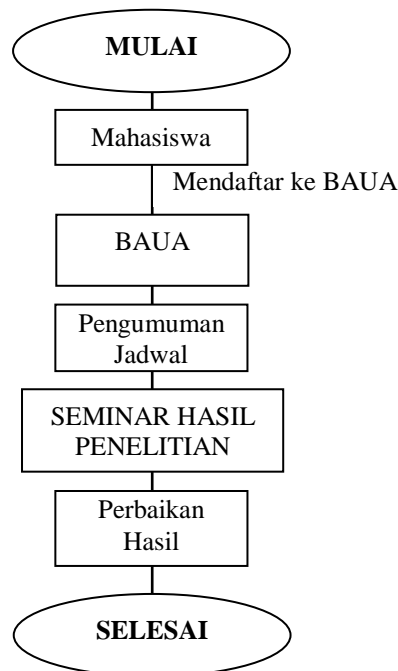 MULAI
Mahasiswa
Mendaftar ke BAUA
BAUA
Pengumuman
Jadwal
SEMINAR HASIL
PENELITIAN
Perbaikan
Hasil
SELESAI